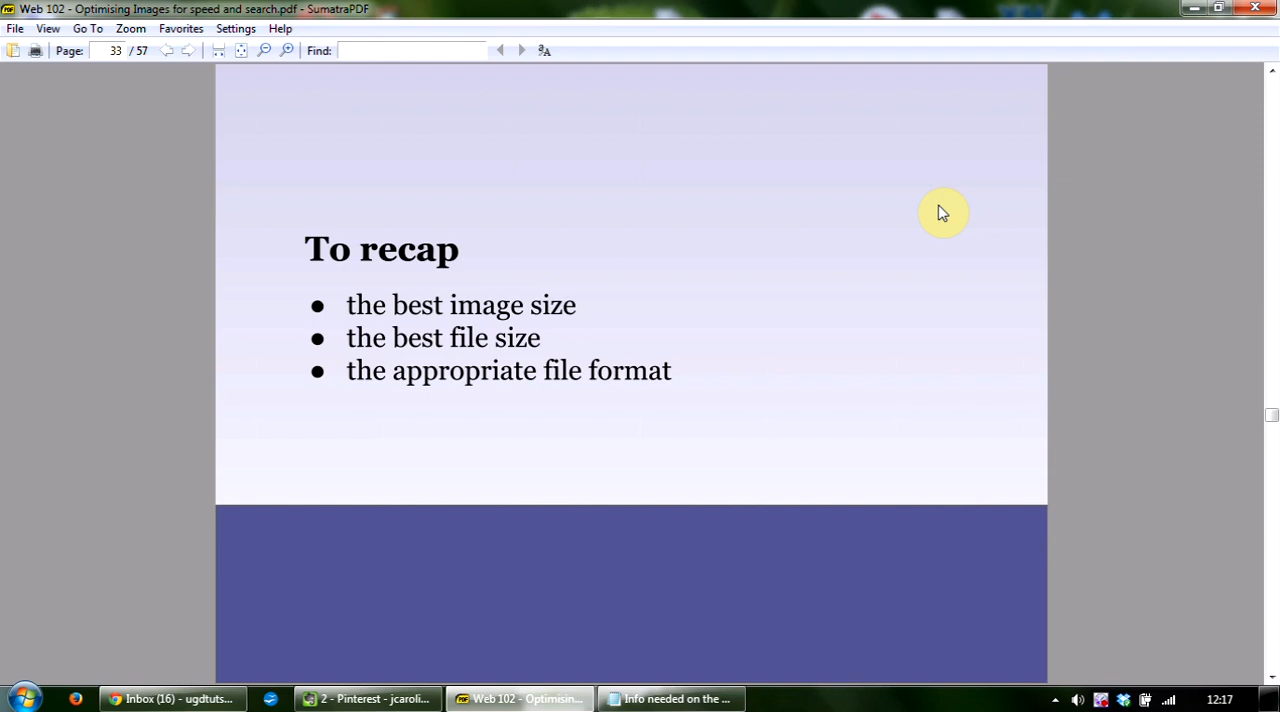 Web 102 - Optimising Images for speed and search.pdf - SumatraPDF
File View Go To Zoom Favorites Settings Help
Page: 33 / 57 Find:
To recap
● the best image size
● the best file size
● the appropriate file format
Inbox (16) - ugdtuts... 2 - Pinterest - jcaroli... Web 102 - Optimisin... Info needed on the ... 12:17